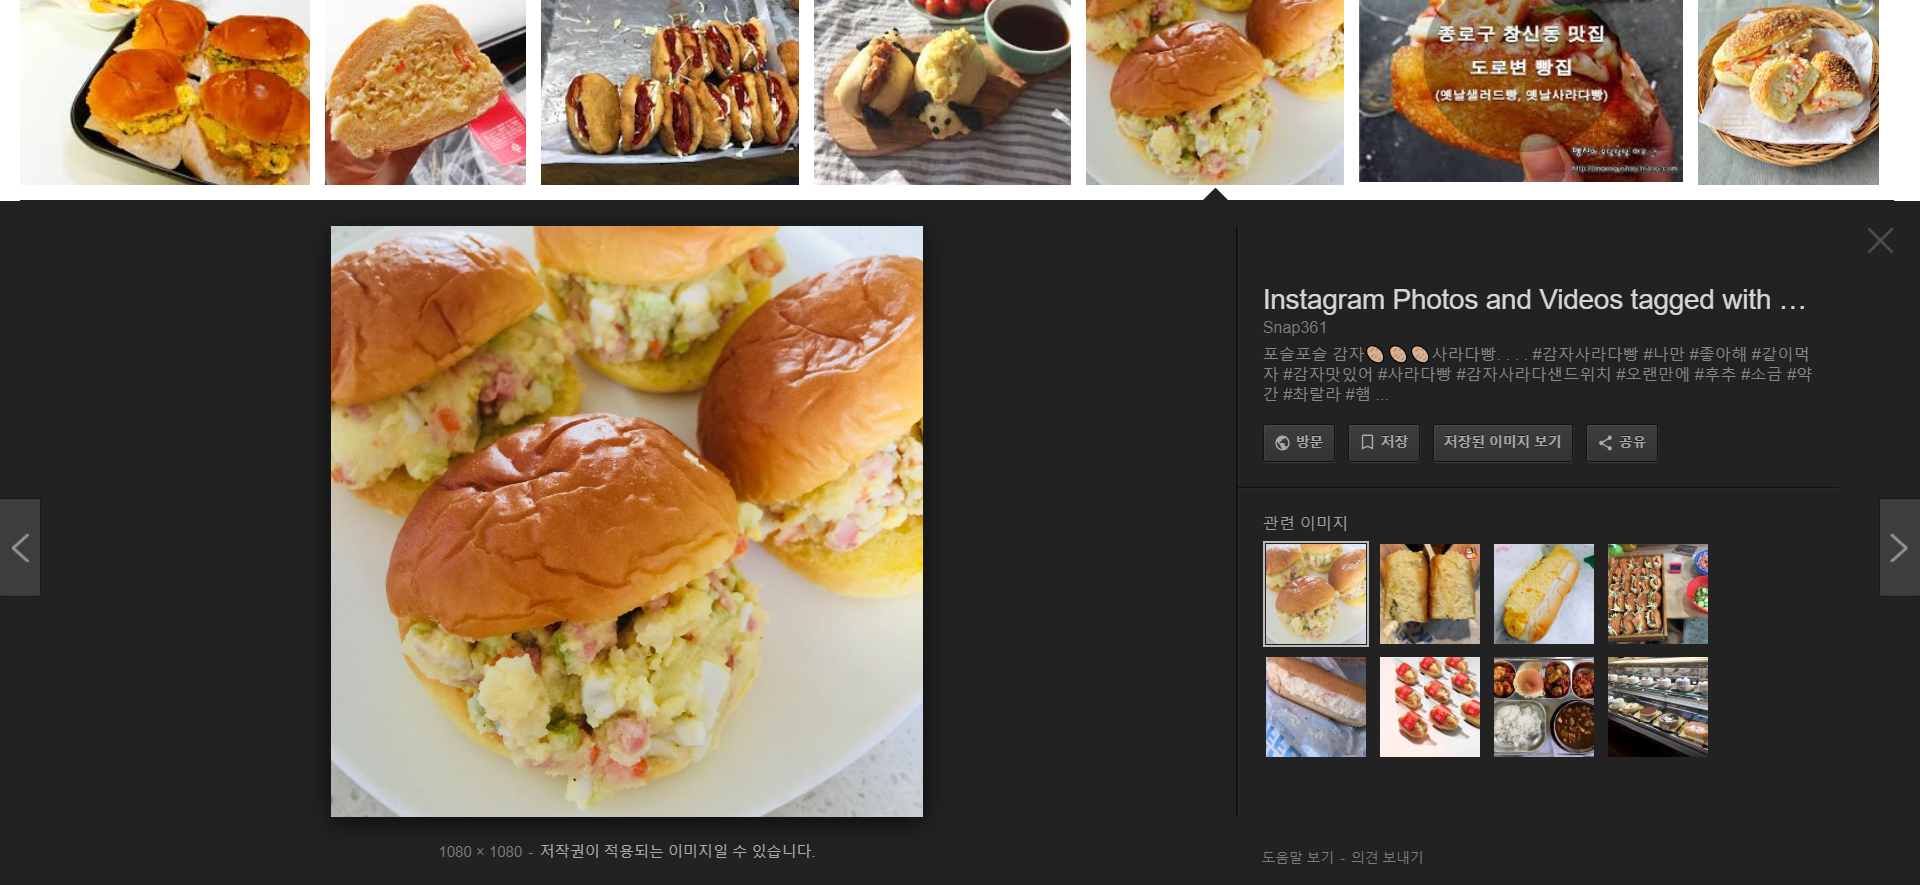 종로구 창신동 맛집
도로변 빵집
(옛날샐러드빵, 옛날사라다빵)
Instagram Photos and Videos tagged with ...
Snap361
포슬포슬 감자🥔🥔🥔사라다빵. . . . #감자사라다빵 #나만 #좋아해 #같이먹
자 #감자맛있어 #사라다빵 #감자사라다샌드위치 #오랜만에 #후추 #소금 #약
간 #촤랄라 #햄 ...
방문
저장
저장된 이미지 보기
공유
관련 이미지
1080 × 1080 - 저작권이 적용되는 이미지일 수 있습니다.
도움말 보기 - 의견 보내기